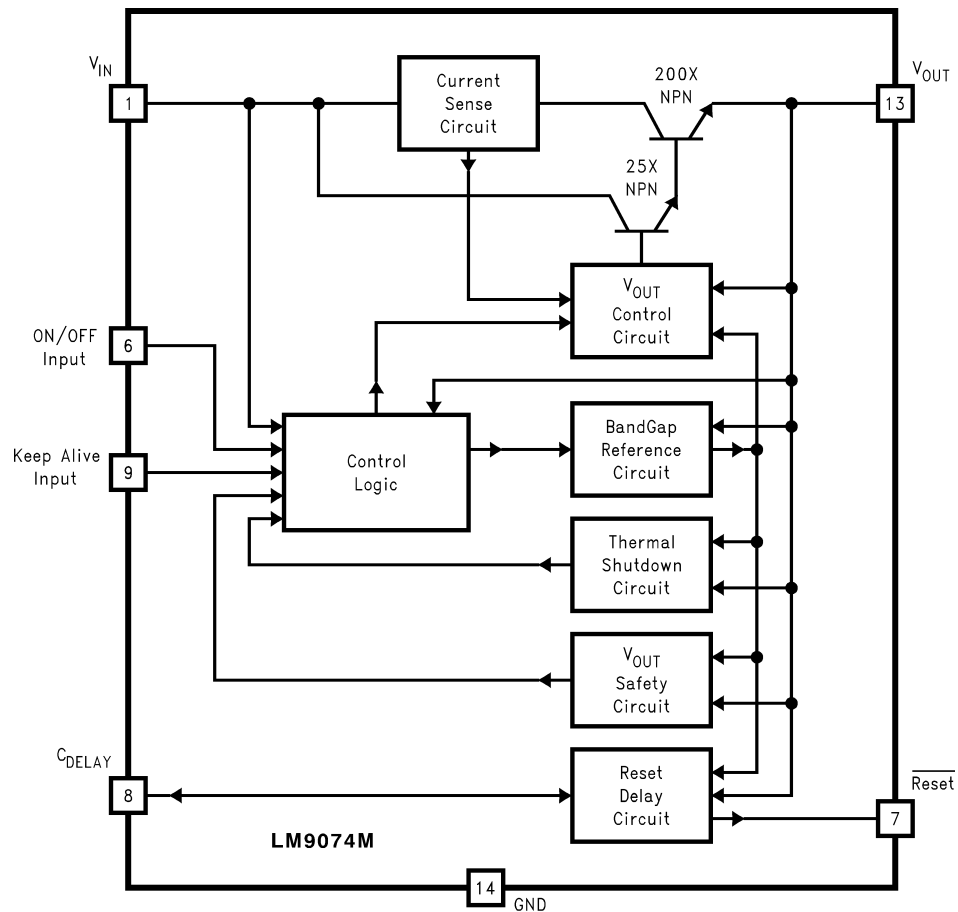 V_IN
1
Current
Sense
Circuit
200X
NPN
V_OUT
13
25X
NPN
V_OUT
Control
Circuit
ON/OFF
Input
6
Keep Alive
Input
9
Control
Logic
BandGap
Reference
Circuit
Thermal
Shutdown
Circuit
V_OUT
Safety
Circuit
C_DELAY
8
Reset
Delay
Circuit
Reset
7
LM9074M
14
GND